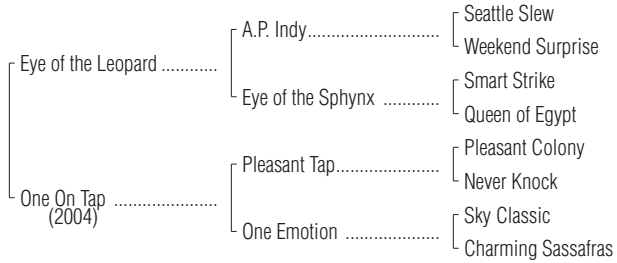 Seattle Slew
A.P. Indy...........................
Weekend Surprise
Eye of the Leopard ............
Smart Strike
Eye of the Sphynx ............
Queen of Egypt
Pleasant Colony
Pleasant Tap.....................
Never Knock
One On Tap ......................
(2004)
Sky Classic
One Emotion ....................
Charming Sassafras